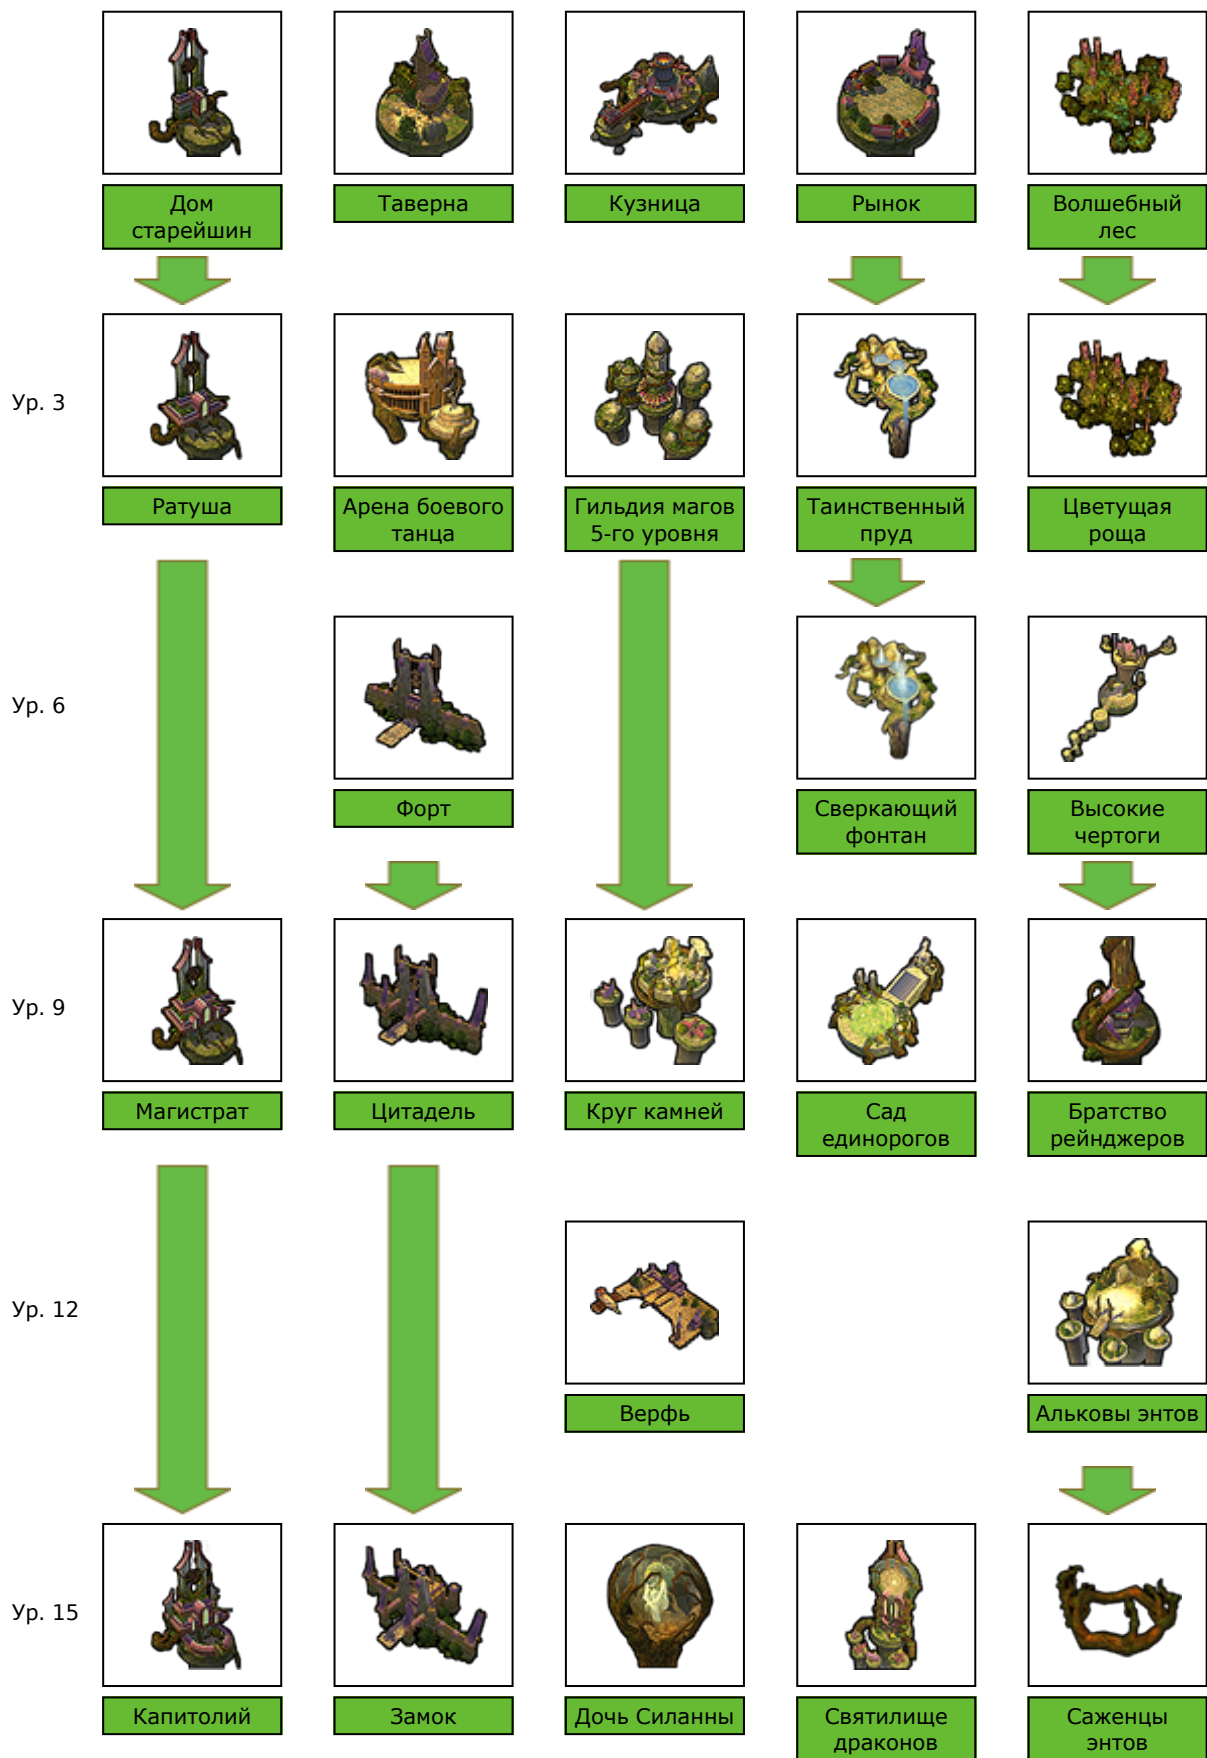 Дом
старейшин
Таверна
Кузница
Рынок
Волшебный
лес
Ур. 3
Ратуша
Арена боевого
танца
Гильдия магов
5-го уровня
Таинственный
пруд
Цветущая
роща
Ур. 6
Форт
Сверкающий
фонтан
Высокие
чертоги
Ур. 9
Магистрат
Цитадель
Круг камней
Сад
единорогов
Братство
рейнджеров
Ур. 12
Верфь
Альковы энтов
Ур. 15
Капитолий
Замок
Дочь Силанны
Святилище
драконов
Саженцы
энтов